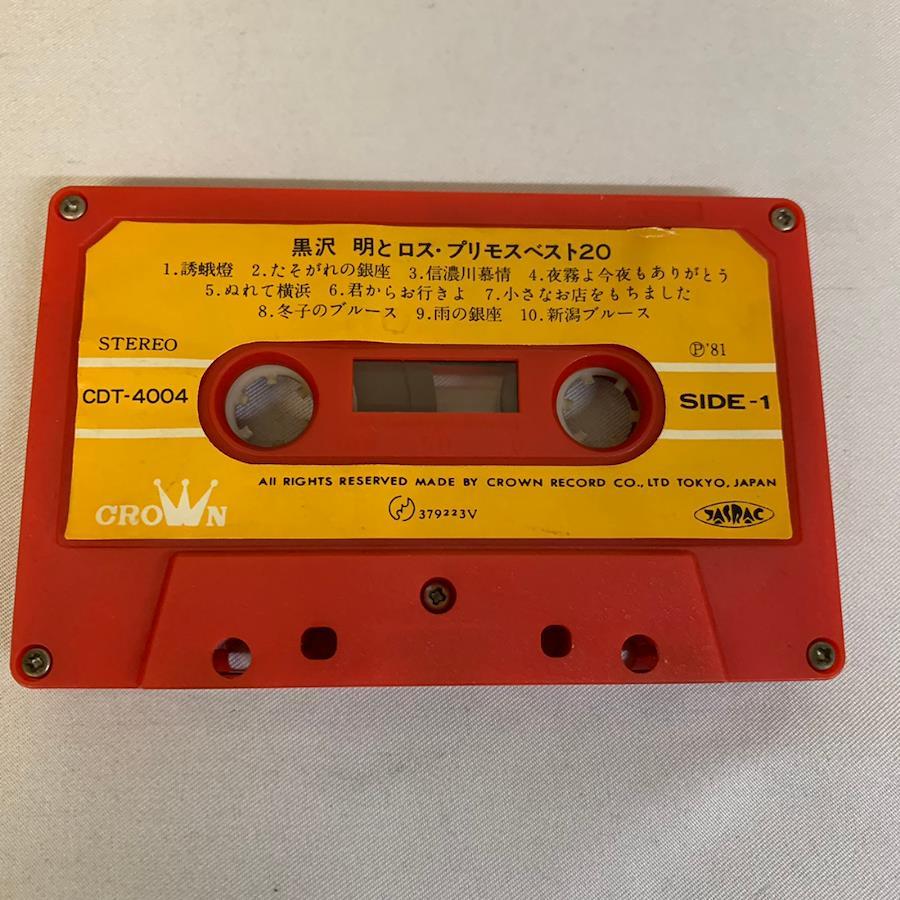 黒沢 明とロス・プリモスベスト20
1.誘蛾燈 2.たそがれの銀座 3.信濃川慕情 4.夜霧よ今夜もありがとう
5.ぬれて横浜 6.君からお行きよ 7.小さなお店をもちました
8.冬子のブルース 9.雨の銀座 10.新潟ブルース
STEREO
Ⓟ'81
CDT-4004
SIDE-1
All RIGHTS RESERVED MADE BY CROWN RECORD CO., LTD TOKYO, JAPAN
CROWN
379223V
JASRAC